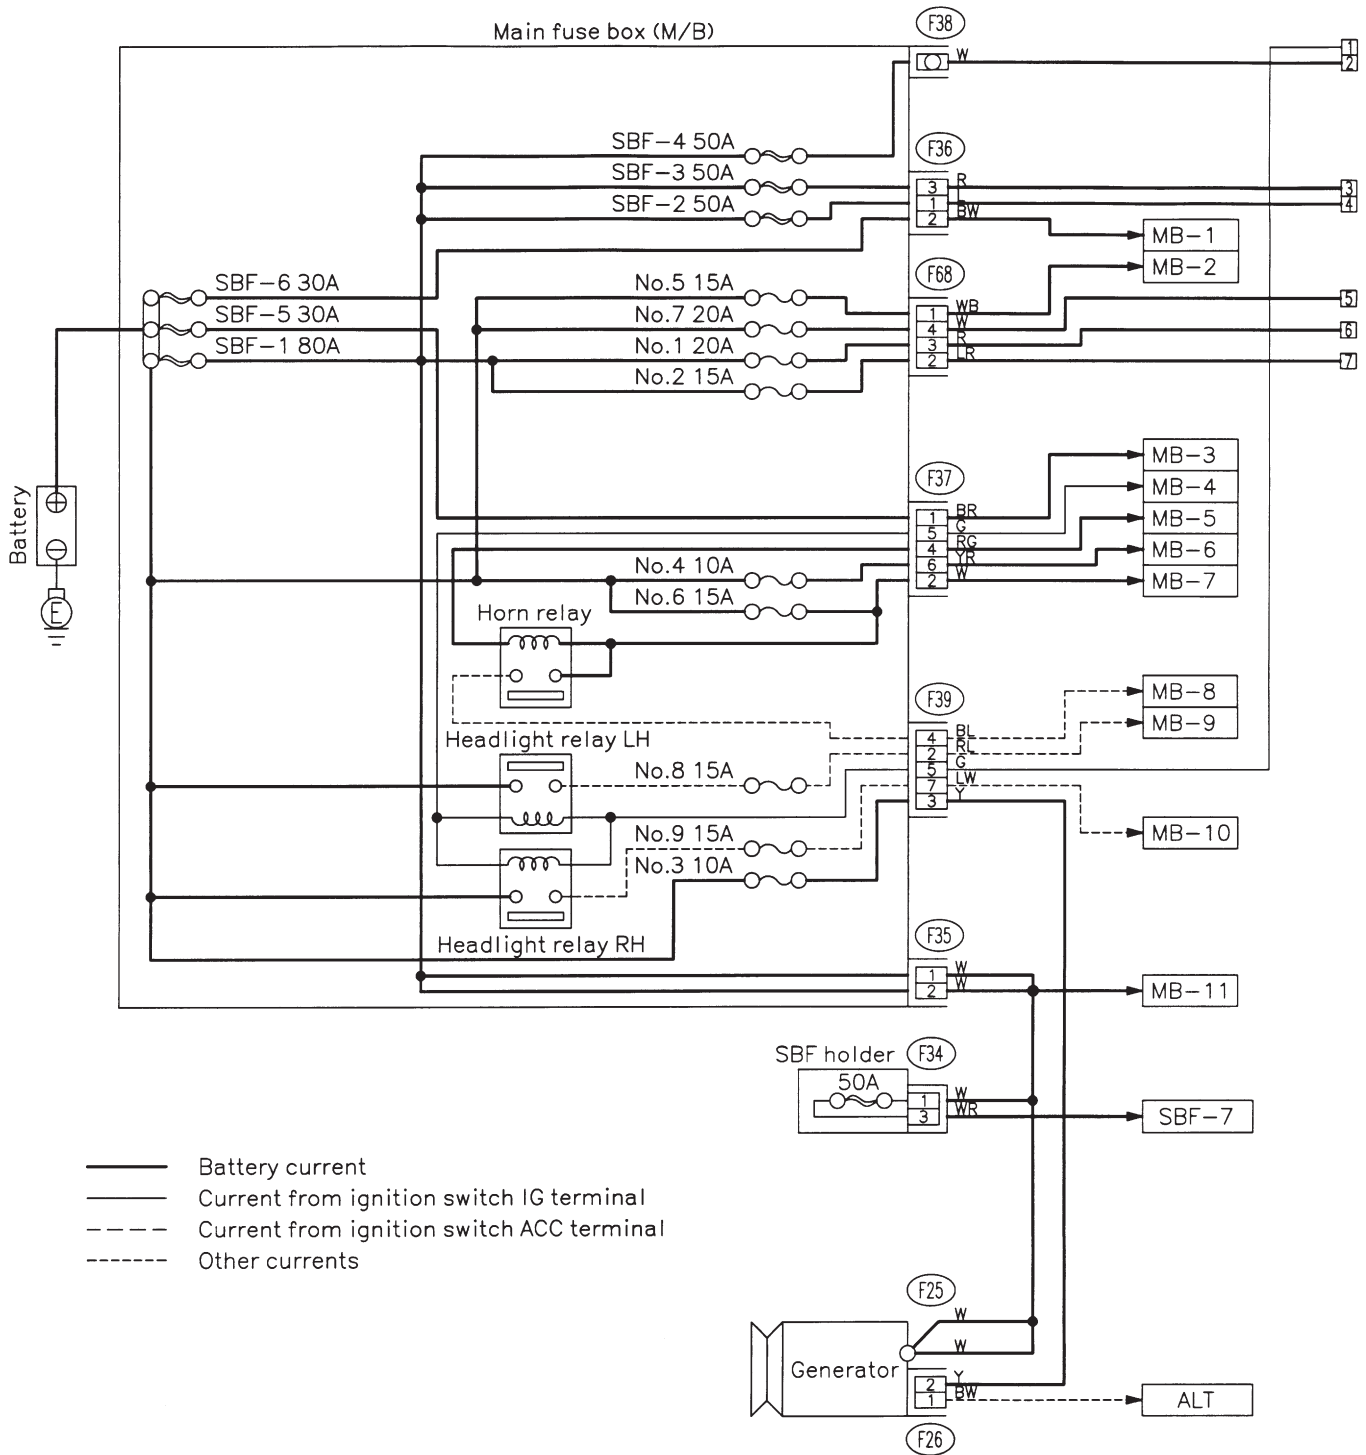 Main fuse box (M/B)
F38
W
1
2
SBF-4 50A
F36
SBF-3 50A
3 R
3
SBF-2 50A
1 L
4
2 BW
MB-1
MB-2
F68
SBF-6 30A
No.5 15A
1 WB
5
SBF-5 30A
No.7 20A
4 W
6
SBF-1 80A
No.1 20A
3 R
7
No.2 15A
2 LR
MB-3
F37
MB-4
Battery
1 BR
MB-5
5 G
4 RG
MB-6
No.4 10A
6 YR
MB-7
2 W
No.6 15A
E
Horn relay
F39
MB-8
MB-9
Headlight relay LH
4 BL
2 RL
No.8 15A
5 G
7 LW
3 Y
No.9 15A
MB-10
No.3 10A
Headlight relay RH
F35
1 W
2 W
MB-11
SBF holder
F34
50A
1 W
3 WR
SBF-7
Battery current
Current from ignition switch IG terminal
Current from ignition switch ACC terminal
Other currents
F25
W
W
Generator
2 Y
1 BW
ALT
F26